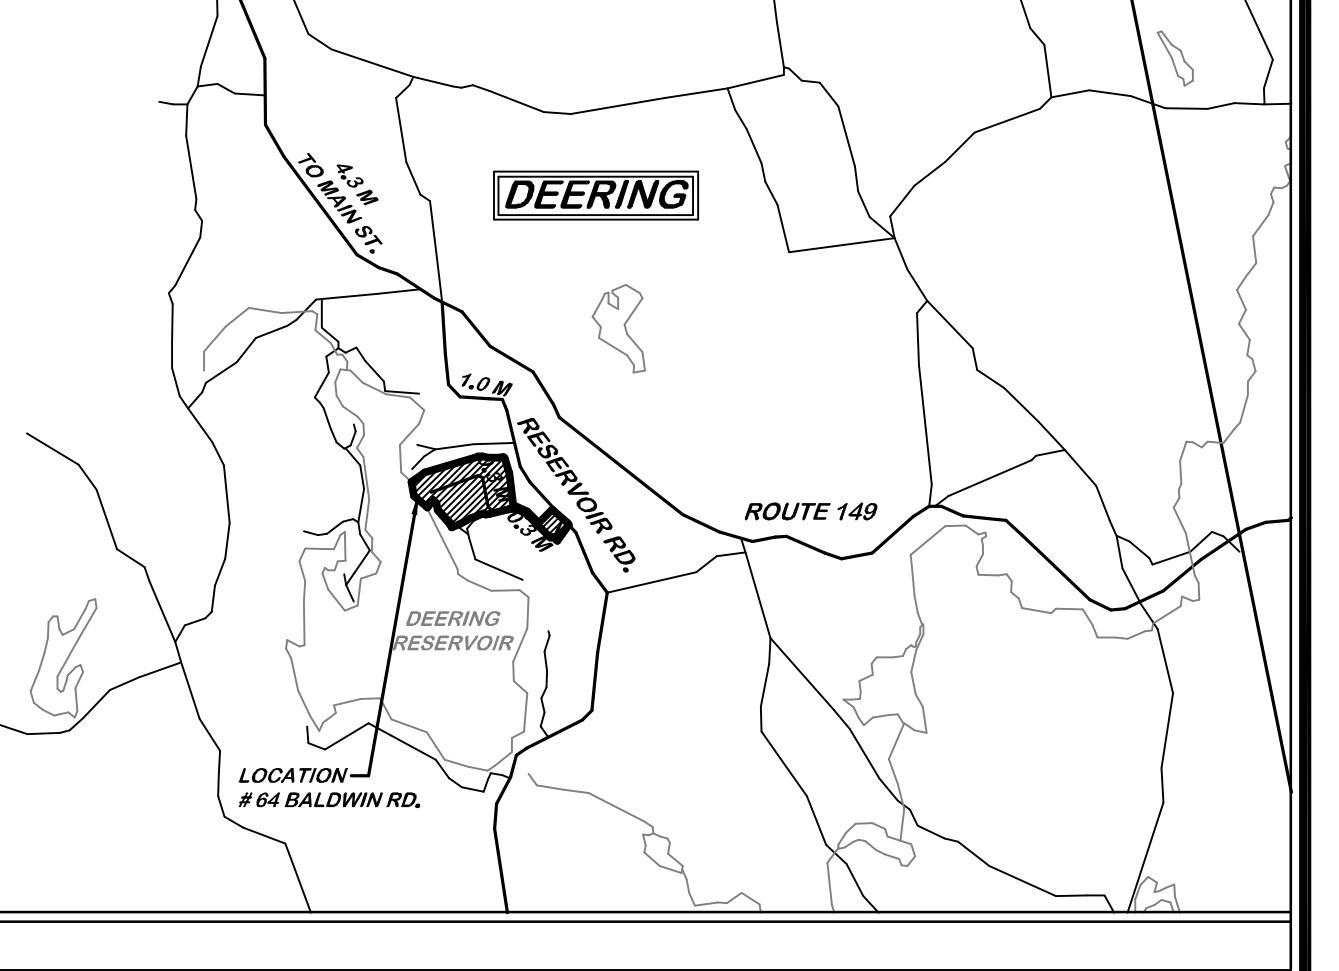 4.3 M
TO MAIN ST.
DEERING
1.0 M
RESERVOIR RD.
0.3 M
ROUTE 149
DEERING
RESERVOIR
LOCATION
# 64 BALDWIN RD.